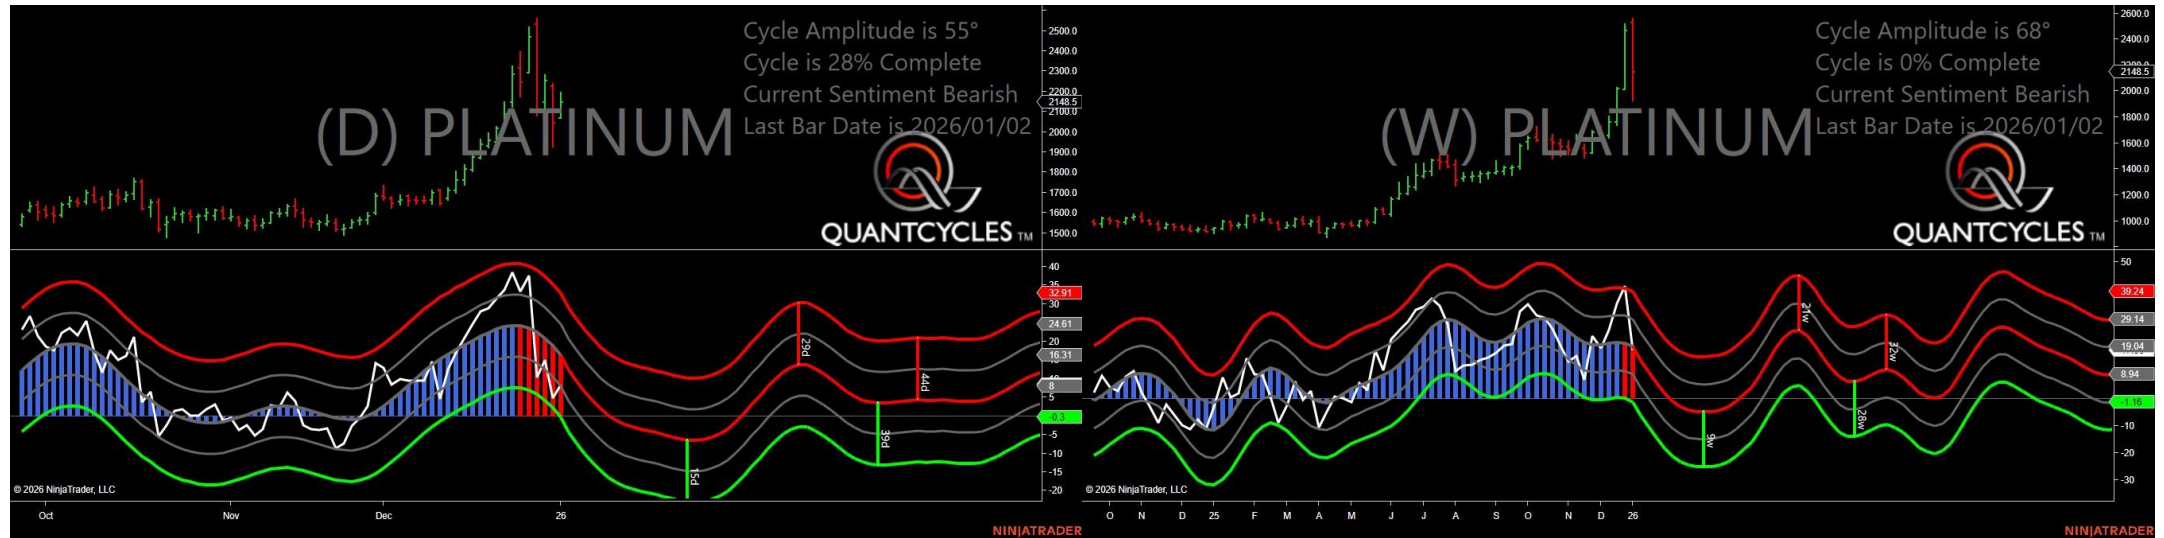 Cycle Amplitude is 55°
Cycle is 28% Complete
Current Sentiment Bearish
Last Bar Date is 2026/01/02
(D) PLATINUM
QUANTCYCLES TM
2500.0
2400.0
2300.0
2200.0
2148.5
2100.0
2000.0
1900.0
1800.0
1700.0
1600.0
1500.0
40
35
32.91
30
24.61
20
16.31
10
8
5
-0.3
-5
-10
-15
-20
29d
44d
39d
15d
© 2026 NinjaTrader, LLC
Oct Nov Dec 26
NINJATRADER
Cycle Amplitude is 68°
Cycle is 0% Complete
Current Sentiment Bearish
Last Bar Date is 2026/01/02
(W) PLATINUM
QUANTCYCLES TM
2600.0
2400.0
2200.0
2148.5
2000.0
1800.0
1600.0
1400.0
1200.0
1000.0
50
39.24
29.14
19.04
8.94
-1.16
-10
-20
-30
21w
32w
28w
9w
© 2026 NinjaTrader, LLC
O N D 25 F M A M J J A S O N D 26
NINJATRADER